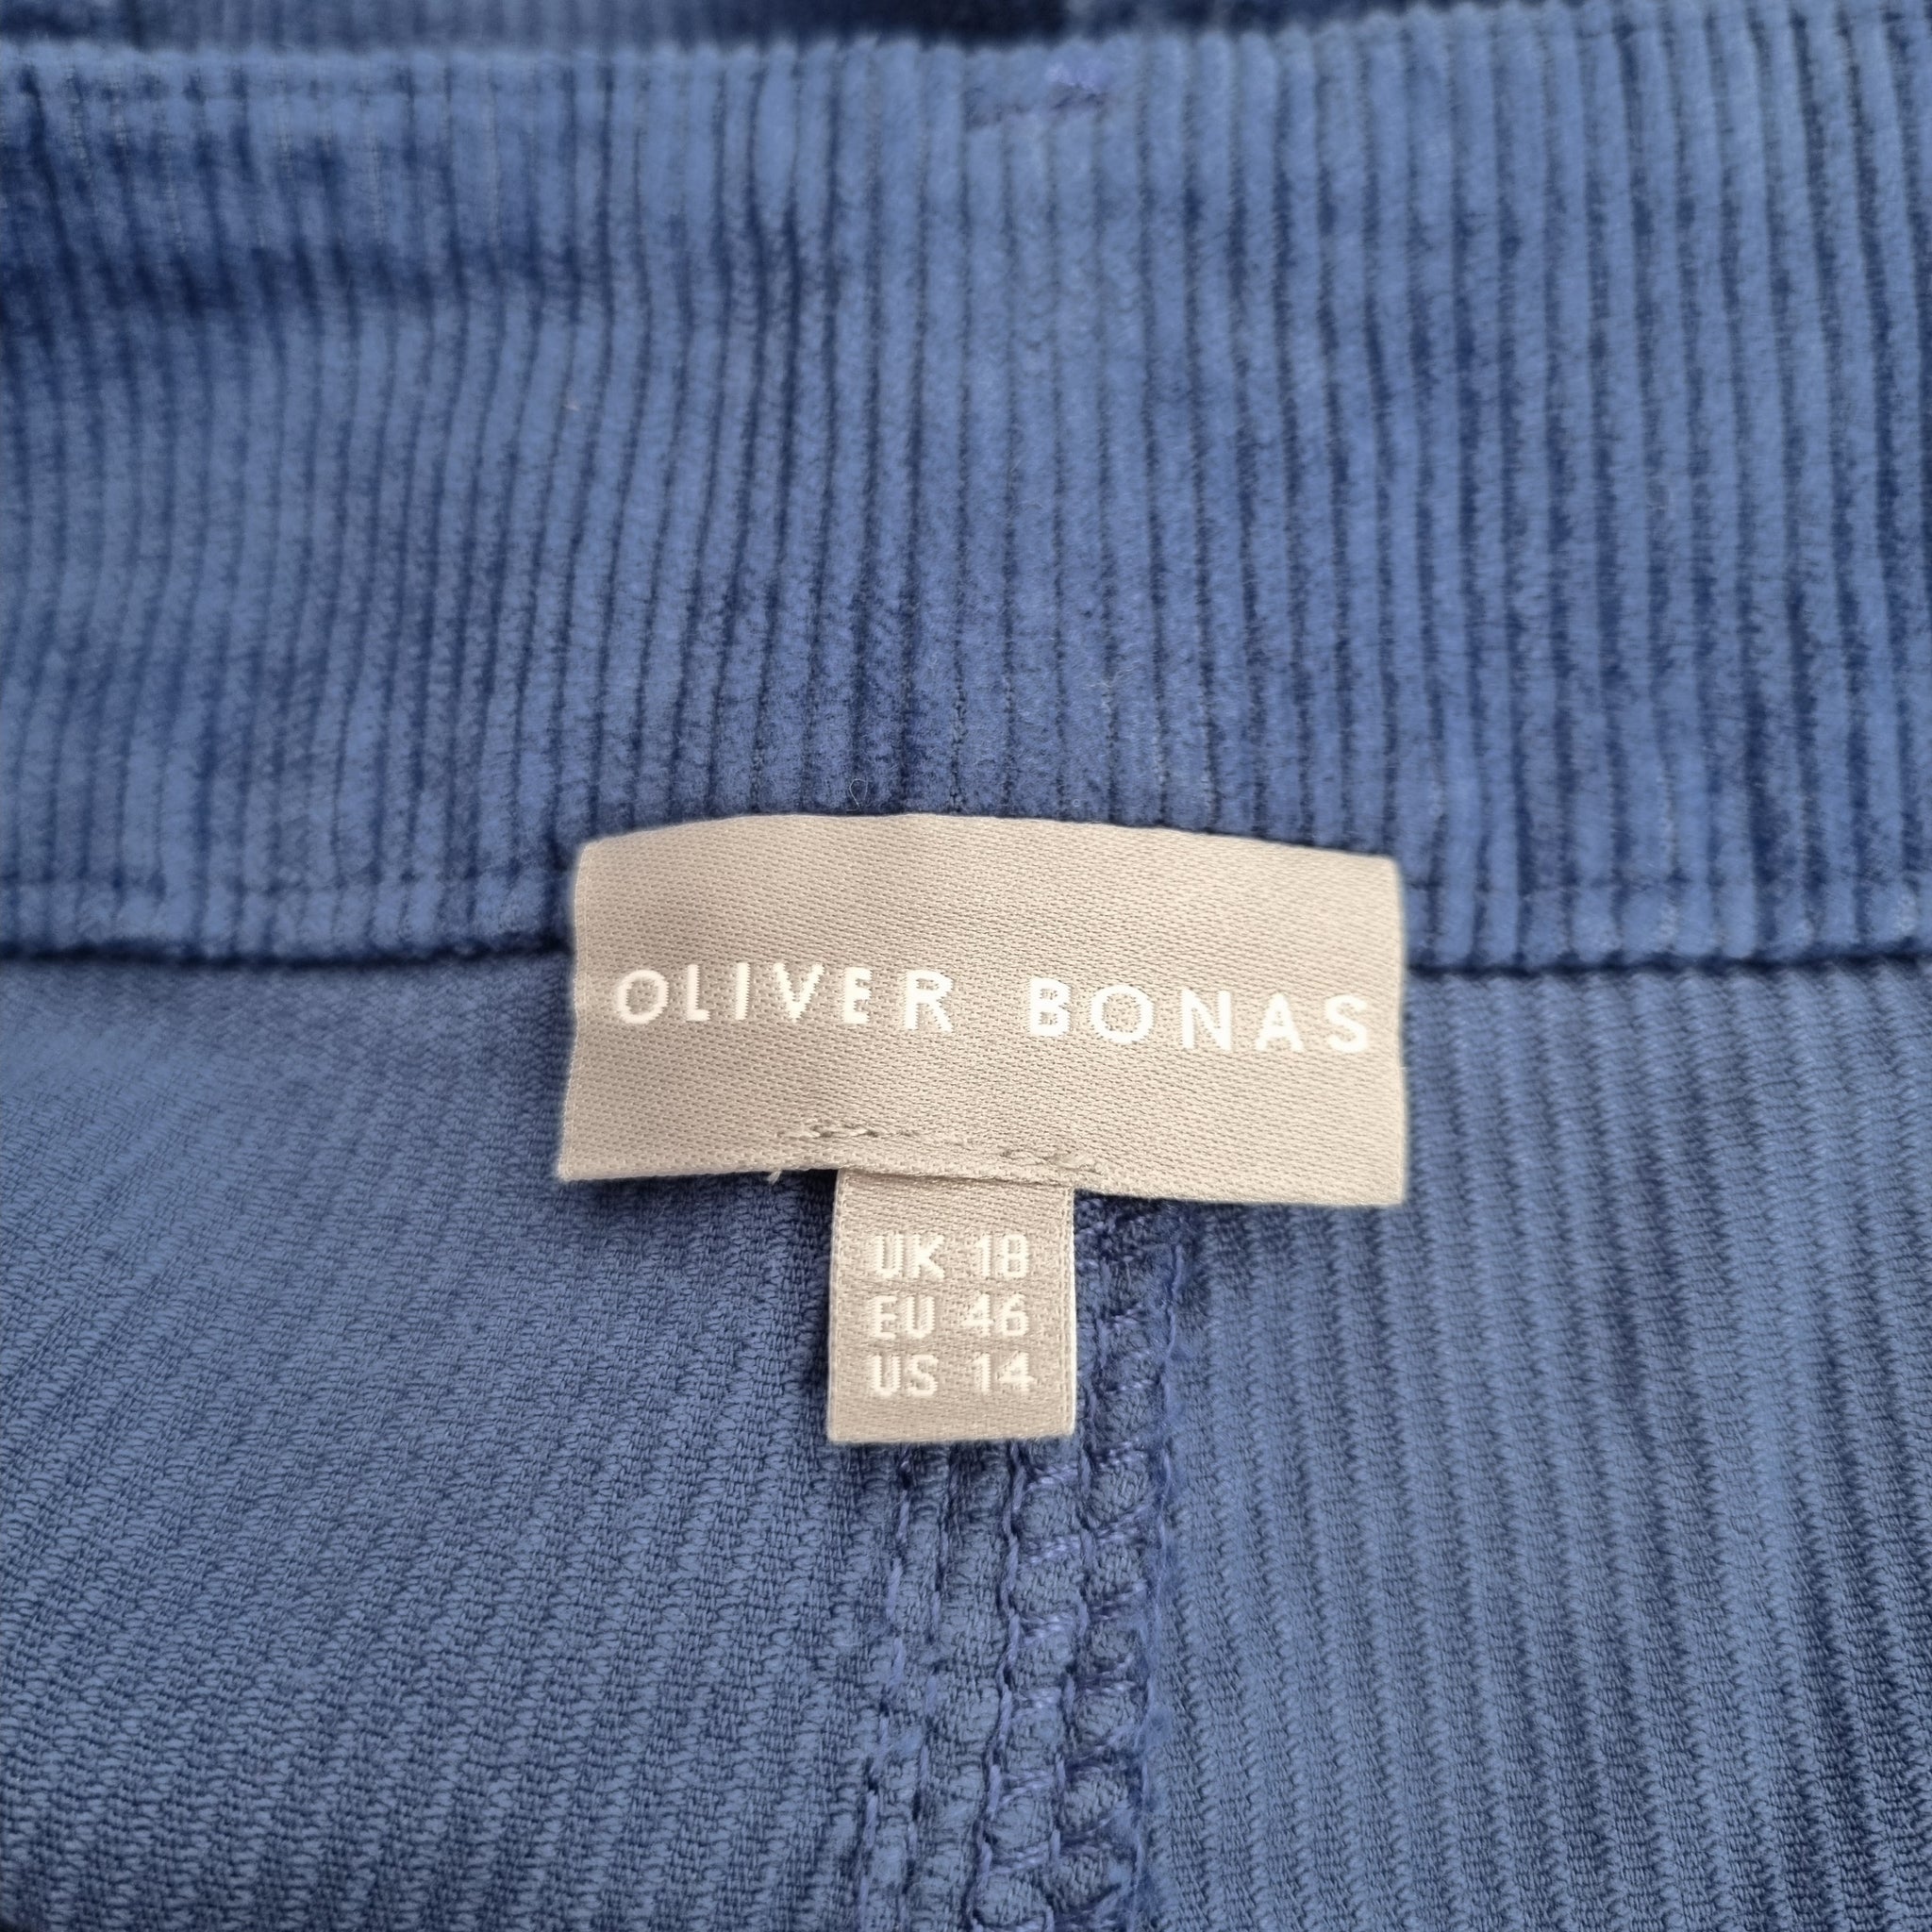 OLIVER BONAS
UK 18
EU 46
US 14